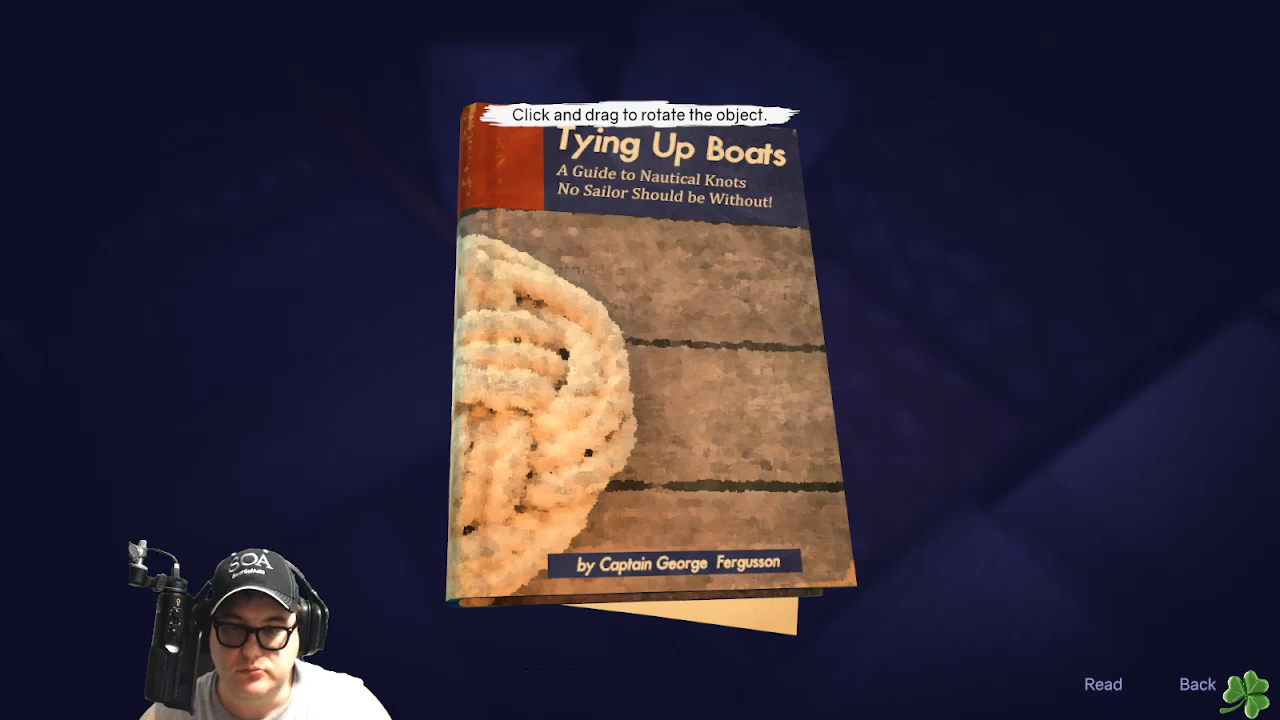 Click and drag to rotate the object.
Tying Up Boats
A Guide to Nautical Knots
No Sailor Should be Without!
by Captain George Fergusson
SOA
Read
Back